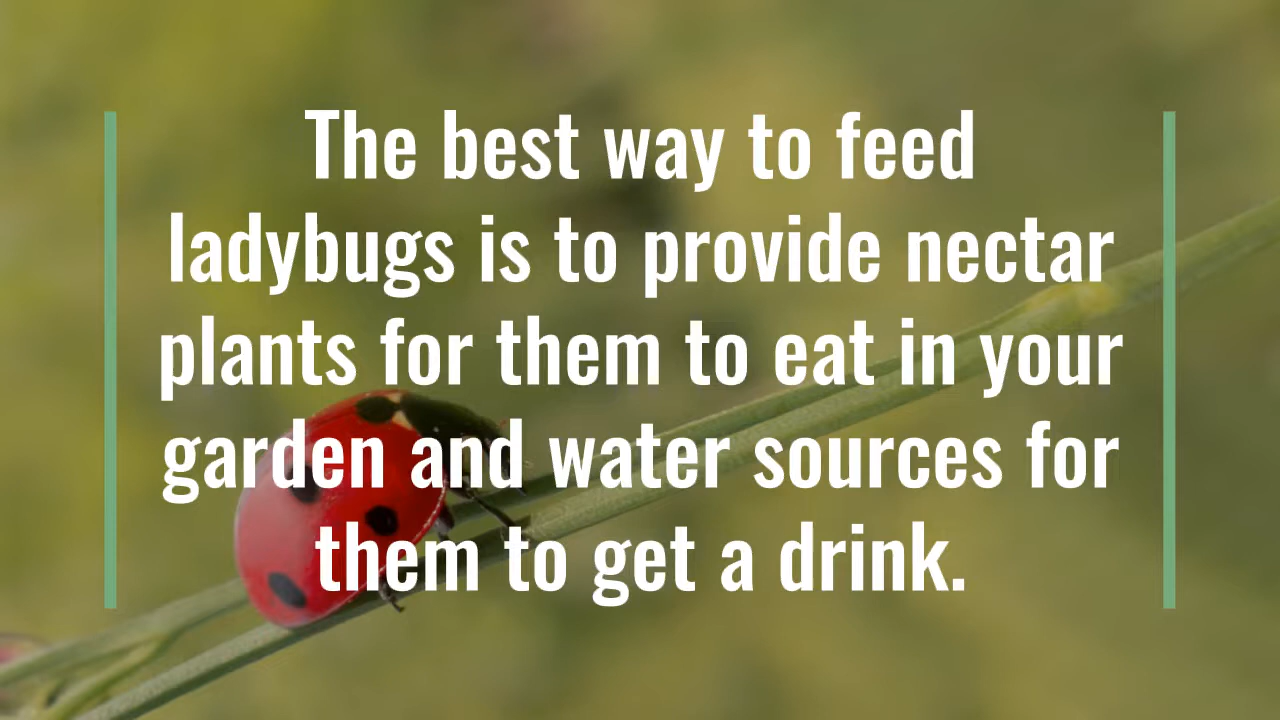 The best way to feed
ladybugs is to provide nectar
plants for them to eat in your
garden and water sources for
them to get a drink.